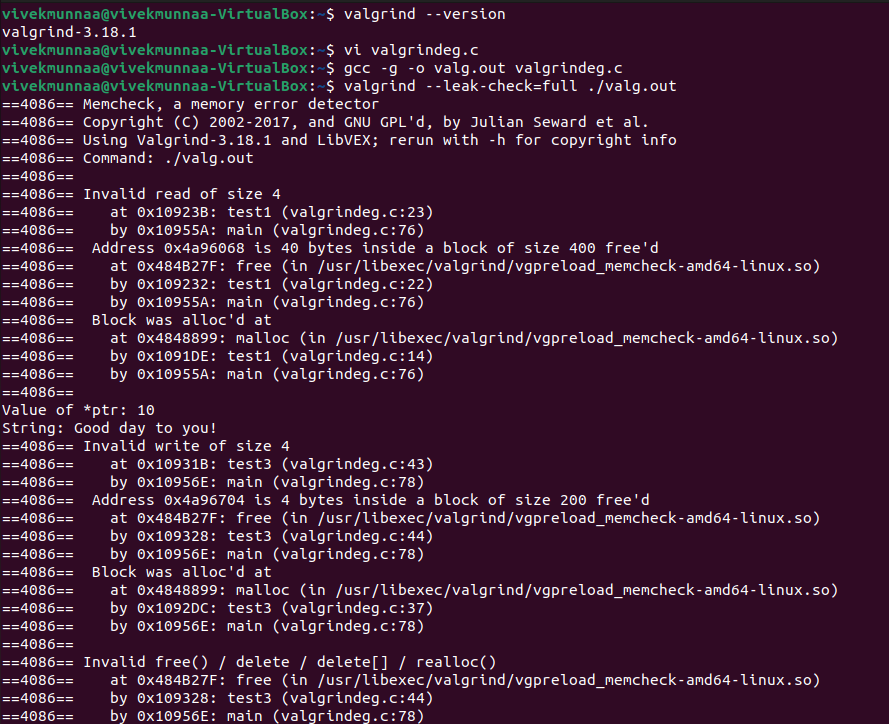 vivekmunnaa@vivekmunnaa-VirtualBox:~$ valgrind --version
valgrind-3.18.1
vivekmunnaa@vivekmunnaa-VirtualBox:~$ vi valgrindeg.c
vivekmunnaa@vivekmunnaa-VirtualBox:~$ gcc -g -o valg.out valgrindeg.c
vivekmunnaa@vivekmunnaa-VirtualBox:~$ valgrind --leak-check=full ./valg.out
==4086== Memcheck, a memory error detector
==4086== Copyright (C) 2002-2017, and GNU GPL'd, by Julian Seward et al.
==4086== Using Valgrind-3.18.1 and LibVEX; rerun with -h for copyright info
==4086== Command: ./valg.out
==4086==
==4086== Invalid read of size 4
==4086==    at 0x10923B: test1 (valgrindeg.c:23)
==4086==    by 0x10955A: main (valgrindeg.c:76)
==4086==  Address 0x4a96068 is 40 bytes inside a block of size 400 free'd
==4086==    at 0x484B27F: free (in /usr/libexec/valgrind/vgpreload_memcheck-amd64-linux.so)
==4086==    by 0x109232: test1 (valgrindeg.c:22)
==4086==    by 0x10955A: main (valgrindeg.c:76)
==4086==  Block was alloc'd at
==4086==    at 0x4848899: malloc (in /usr/libexec/valgrind/vgpreload_memcheck-amd64-linux.so)
==4086==    by 0x1091DE: test1 (valgrindeg.c:14)
==4086==    by 0x10955A: main (valgrindeg.c:76)
==4086==
Value of *ptr: 10
String: Good day to you!
==4086== Invalid write of size 4
==4086==    at 0x10931B: test3 (valgrindeg.c:43)
==4086==    by 0x10956E: main (valgrindeg.c:78)
==4086==  Address 0x4a96704 is 4 bytes inside a block of size 200 free'd
==4086==    at 0x484B27F: free (in /usr/libexec/valgrind/vgpreload_memcheck-amd64-linux.so)
==4086==    by 0x109328: test3 (valgrindeg.c:44)
==4086==    by 0x10956E: main (valgrindeg.c:78)
==4086==  Block was alloc'd at
==4086==    at 0x4848899: malloc (in /usr/libexec/valgrind/vgpreload_memcheck-amd64-linux.so)
==4086==    by 0x1092DC: test3 (valgrindeg.c:37)
==4086==    by 0x10956E: main (valgrindeg.c:78)
==4086==
==4086== Invalid free() / delete / delete[] / realloc()
==4086==    at 0x484B27F: free (in /usr/libexec/valgrind/vgpreload_memcheck-amd64-linux.so)
==4086==    by 0x109328: test3 (valgrindeg.c:44)
==4086==    by 0x10956E: main (valgrindeg.c:78)